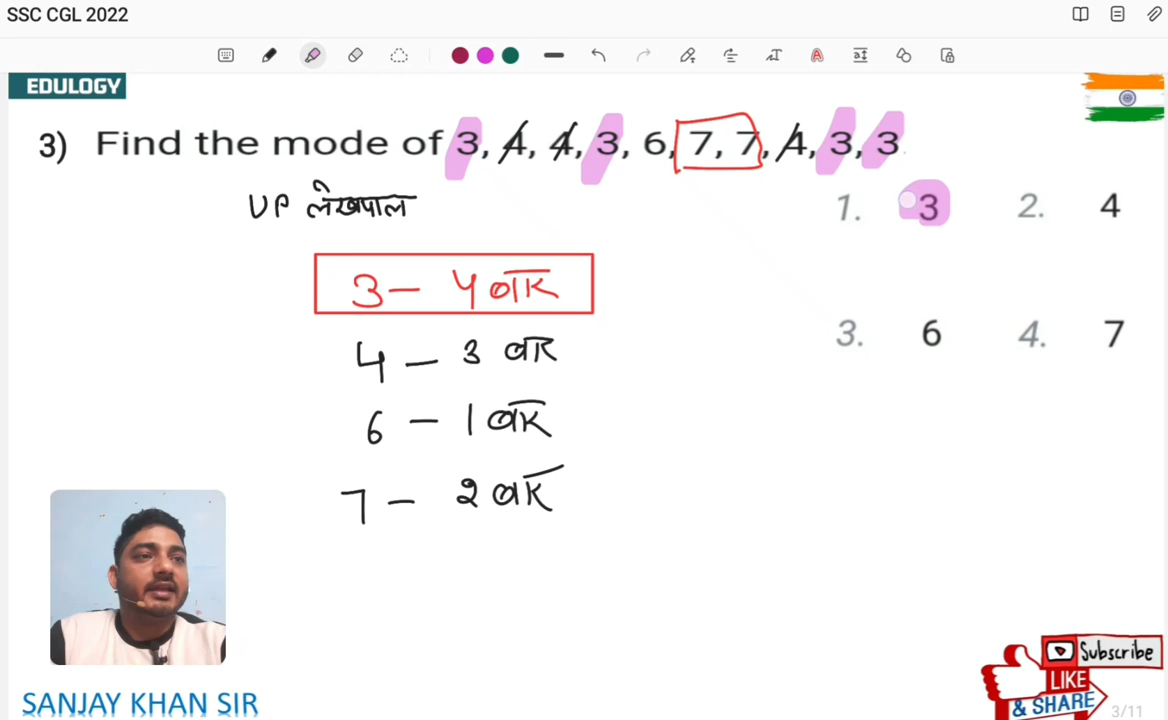 SSC CGL 2022
EDULOGY
3) Find the mode of 3, 4, 4, 3, 6, 7, 7, 4, 3, 3.
UP लेखपाल
1. 3 2. 4
3 - 4 बार
4 - 3 बार
3. 6 4. 7
6 - 1 बार
7 - 2 बार
Subscribe
LIKE
& SHARE
SANJAY KHAN SIR
3/11